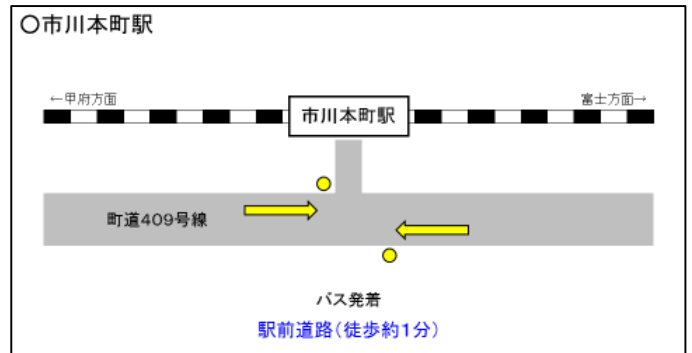 〇市川本町駅
←甲府方面
富士方面→
市川本町駅
町道409号線
バス発着
駅前道路(徒歩約1分)